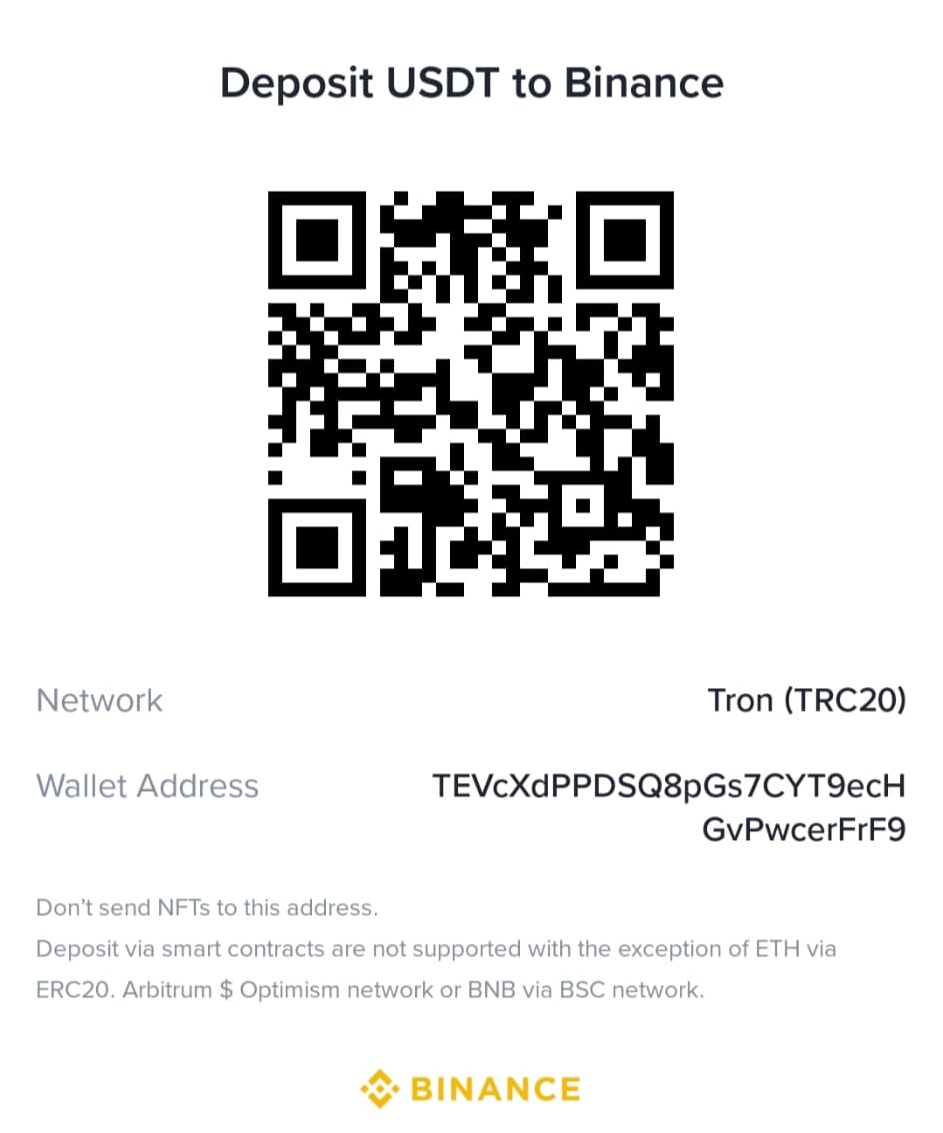 Deposit USDT to Binance
Network
Tron (TRC20)
Wallet Address
TEVcXdPPDSQ8pGs7CYT9ecH
GvPwcerFrF9
Don't send NFTs to this address.
Deposit via smart contracts are not supported with the exception of ETH via
ERC20. Arbitrum $ Optimism network or BNB via BSC network.
BINANCE